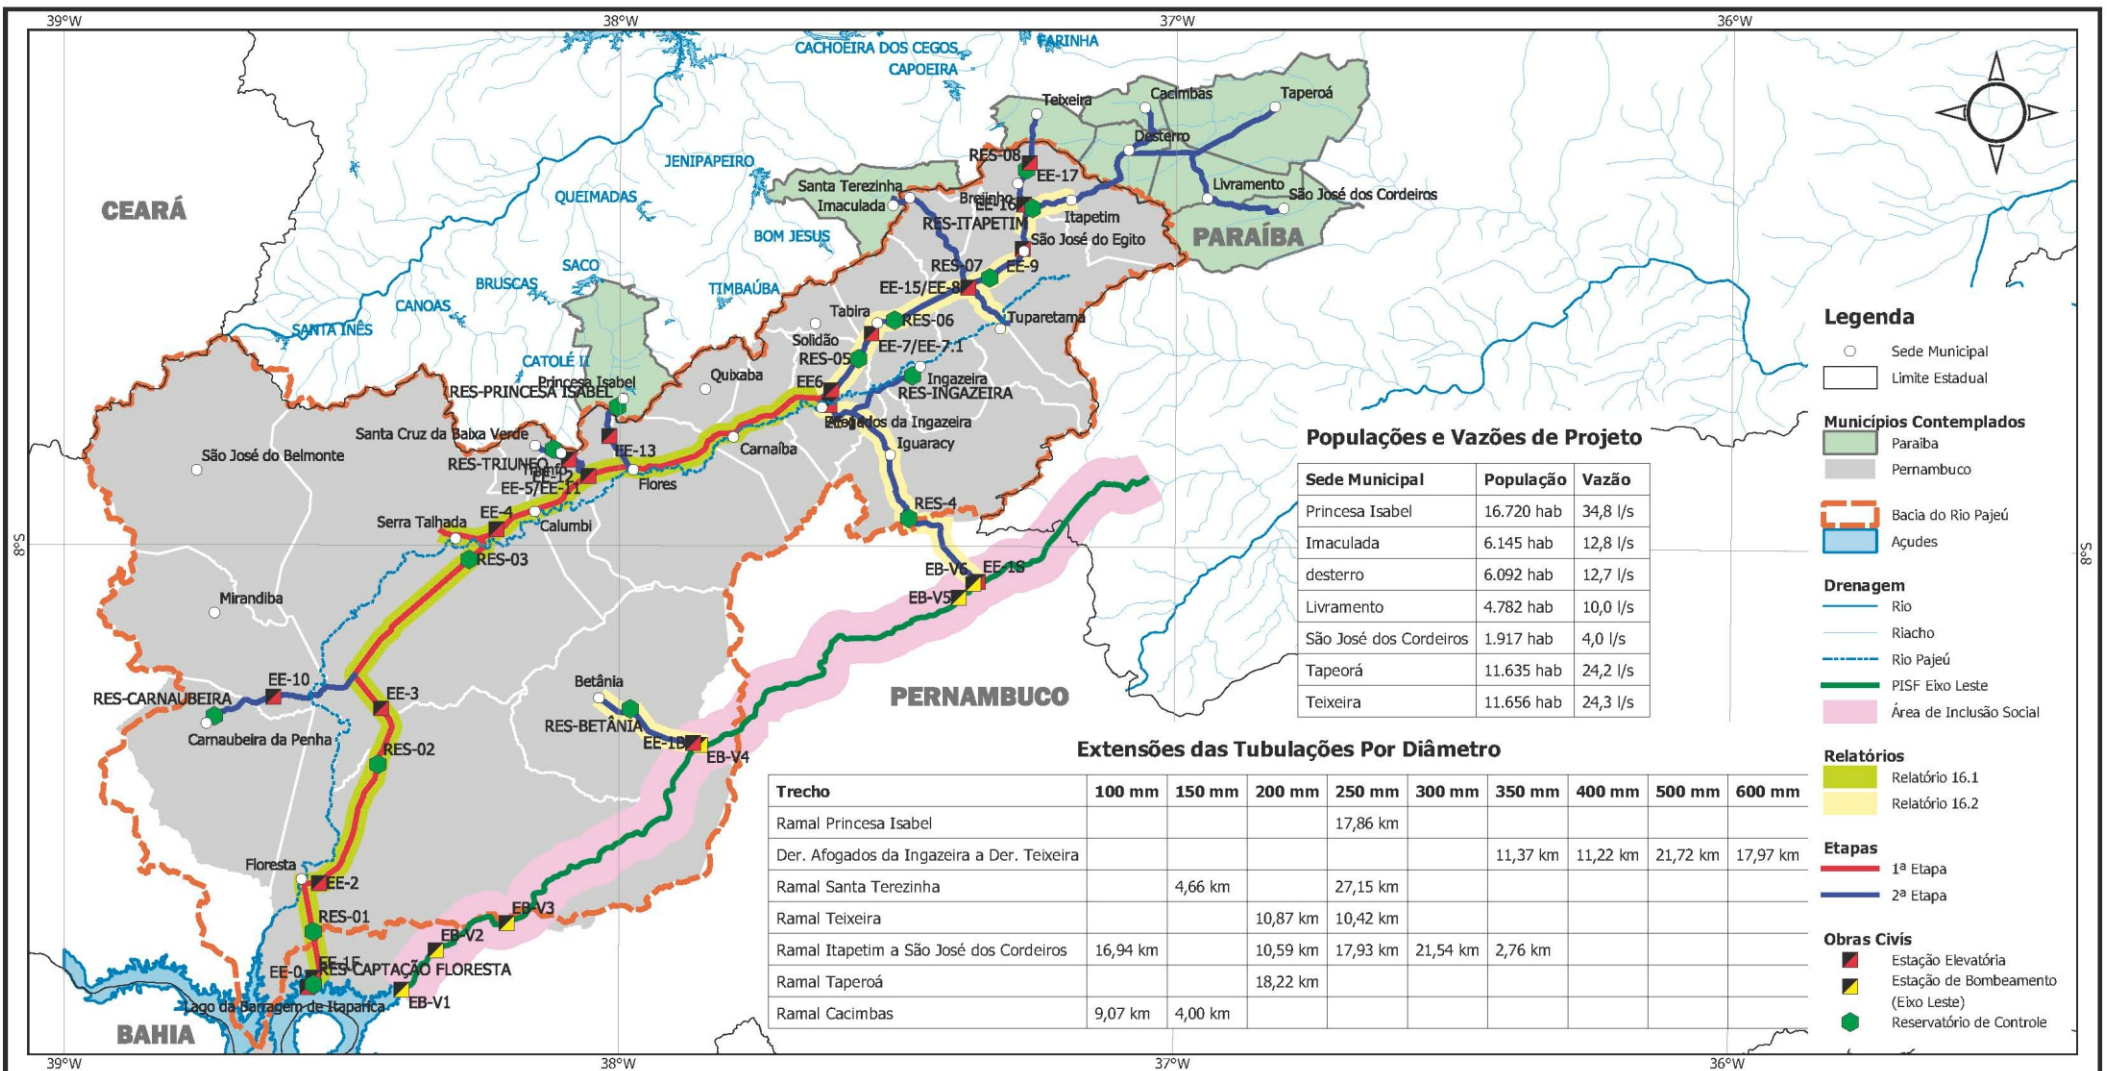 39°W 38°W 37°W 36°W
CACHOEIRA DOS CEGOS
FARINHA
CAPOEIRA
Teixeira
Cacimbas
Taperoá
Desterro
CEARÁ
JENIPAPEIRO
RES-08
EE-17
QUEIMADAS
Santa Terezinha
Imaculada
Brejinho
Livramento
São José dos Cordeiros
RES-ITAPETIM
Itapetim
BOM JESUS
São José do Egito
PARAÍBA
SACO
RES-07
EE-9
BRUSCAS
TIMBAÚBA
EE-15/EE-8
CANOAS
Tabira
RES-06
Tuparetama
SANTA INÊS
Solidão
EE-7/EE-7.1
RES-05
CATOLÉ II
Quixaba
EE6
Ingazeira
Princesa Isabel
RES-PRINCESA ISABEL
RES-INGAZEIRA
Afogados da Ingazeira
Santa Cruz da Baixa Verde
Iguaracy
São José do Belmonte
EE-13
Carnaíba
RES-TRIUNFO
EE-12
EE-5/EE-11
Flores
RES-4
EE-4
Serra Talhada
Calumbi
8°S
8°S
RES-03
EB-V6
EE-1S
EB-V5
Mirandiba
EE-10
RES-CARNAUBEIRA
EE-3
Betânia
PERNAMBUCO
RES-BETÂNIA
Carnaubeira da Penha
RES-02
EE-1B
EB-V4
Floresta
EE-2
RES-01
EB-V3
EB-V2
EE-1F
EE-0
RES-CAPTAÇÃO FLORESTA
EB-V1
Lago da Barragem de Itaparica
BAHIA
Populações e Vazões de Projeto
Sede Municipal População Vazão
Princesa Isabel 16.720 hab 34,8 l/s
Imaculada 6.145 hab 12,8 l/s
desterro 6.092 hab 12,7 l/s
Livramento 4.782 hab 10,0 l/s
São José dos Cordeiros 1.917 hab 4,0 l/s
Tapeorá 11.635 hab 24,2 l/s
Teixeira 11.656 hab 24,3 l/s
Extensões das Tubulações Por Diâmetro
Trecho 100 mm 150 mm 200 mm 250 mm 300 mm 350 mm 400 mm 500 mm 600 mm
Ramal Princesa Isabel 17,86 km
Der. Afogados da Ingazeira a Der. Teixeira 11,37 km 11,22 km 21,72 km 17,97 km
Ramal Santa Terezinha 4,66 km 27,15 km
Ramal Teixeira 10,87 km 10,42 km
Ramal Itapetim a São José dos Cordeiros 16,94 km 10,59 km 17,93 km 21,54 km 2,76 km
Ramal Taperoá 18,22 km
Ramal Cacimbas 9,07 km 4,00 km
Legenda
Sede Municipal
Limite Estadual
Municípios Contemplados
Paraíba
Pernambuco
Bacia do Rio Pajeú
Açudes
Drenagem
Rio
Riacho
Rio Pajeú
PISF Eixo Leste
Área de Inclusão Social
Relatórios
Relatório 16.1
Relatório 16.2
Etapas
1ª Etapa
2ª Etapa
Obras Civís
Estação Elevatória
Estação de Bombeamento
(Eixo Leste)
Reservatório de Controle
39°W 38°W 37°W 36°W